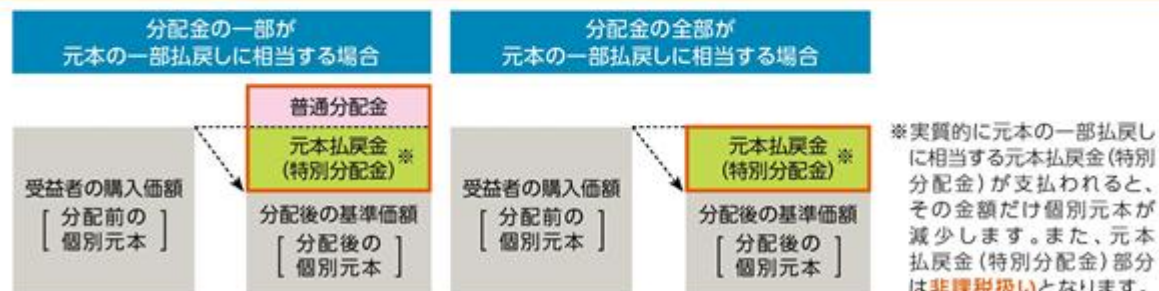 分配金の一部が
元本の一部払戻しに相当する場合
普通分配金
元本払戻金
(特別分配金)
※
受益者の購入価額
[ 分配前の
個別元本 ]
分配後の基準価額
[ 分配後の
個別元本 ]
分配金の全部が
元本の一部払戻しに相当する場合
元本払戻金
(特別分配金)
※
受益者の購入価額
[ 分配前の
個別元本 ]
分配後の基準価額
[ 分配後の
個別元本 ]
※実質的に元本の一部払戻し
に相当する元本払戻金(特別
分配金)が支払われると、
その金額だけ個別元本が
減少します。また、元本
払戻金(特別分配金)部分
は非課税扱いとなります。